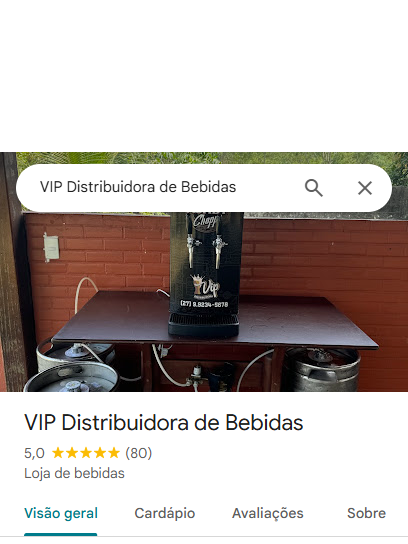 VIP Distribuidora de Bebidas
Chopp
Vip
(27) 9.9234-9878
VIP Distribuidora de Bebidas
5,0 ★★★★★ (80)
Loja de bebidas
Visão geral Cardápio Avaliações Sobre